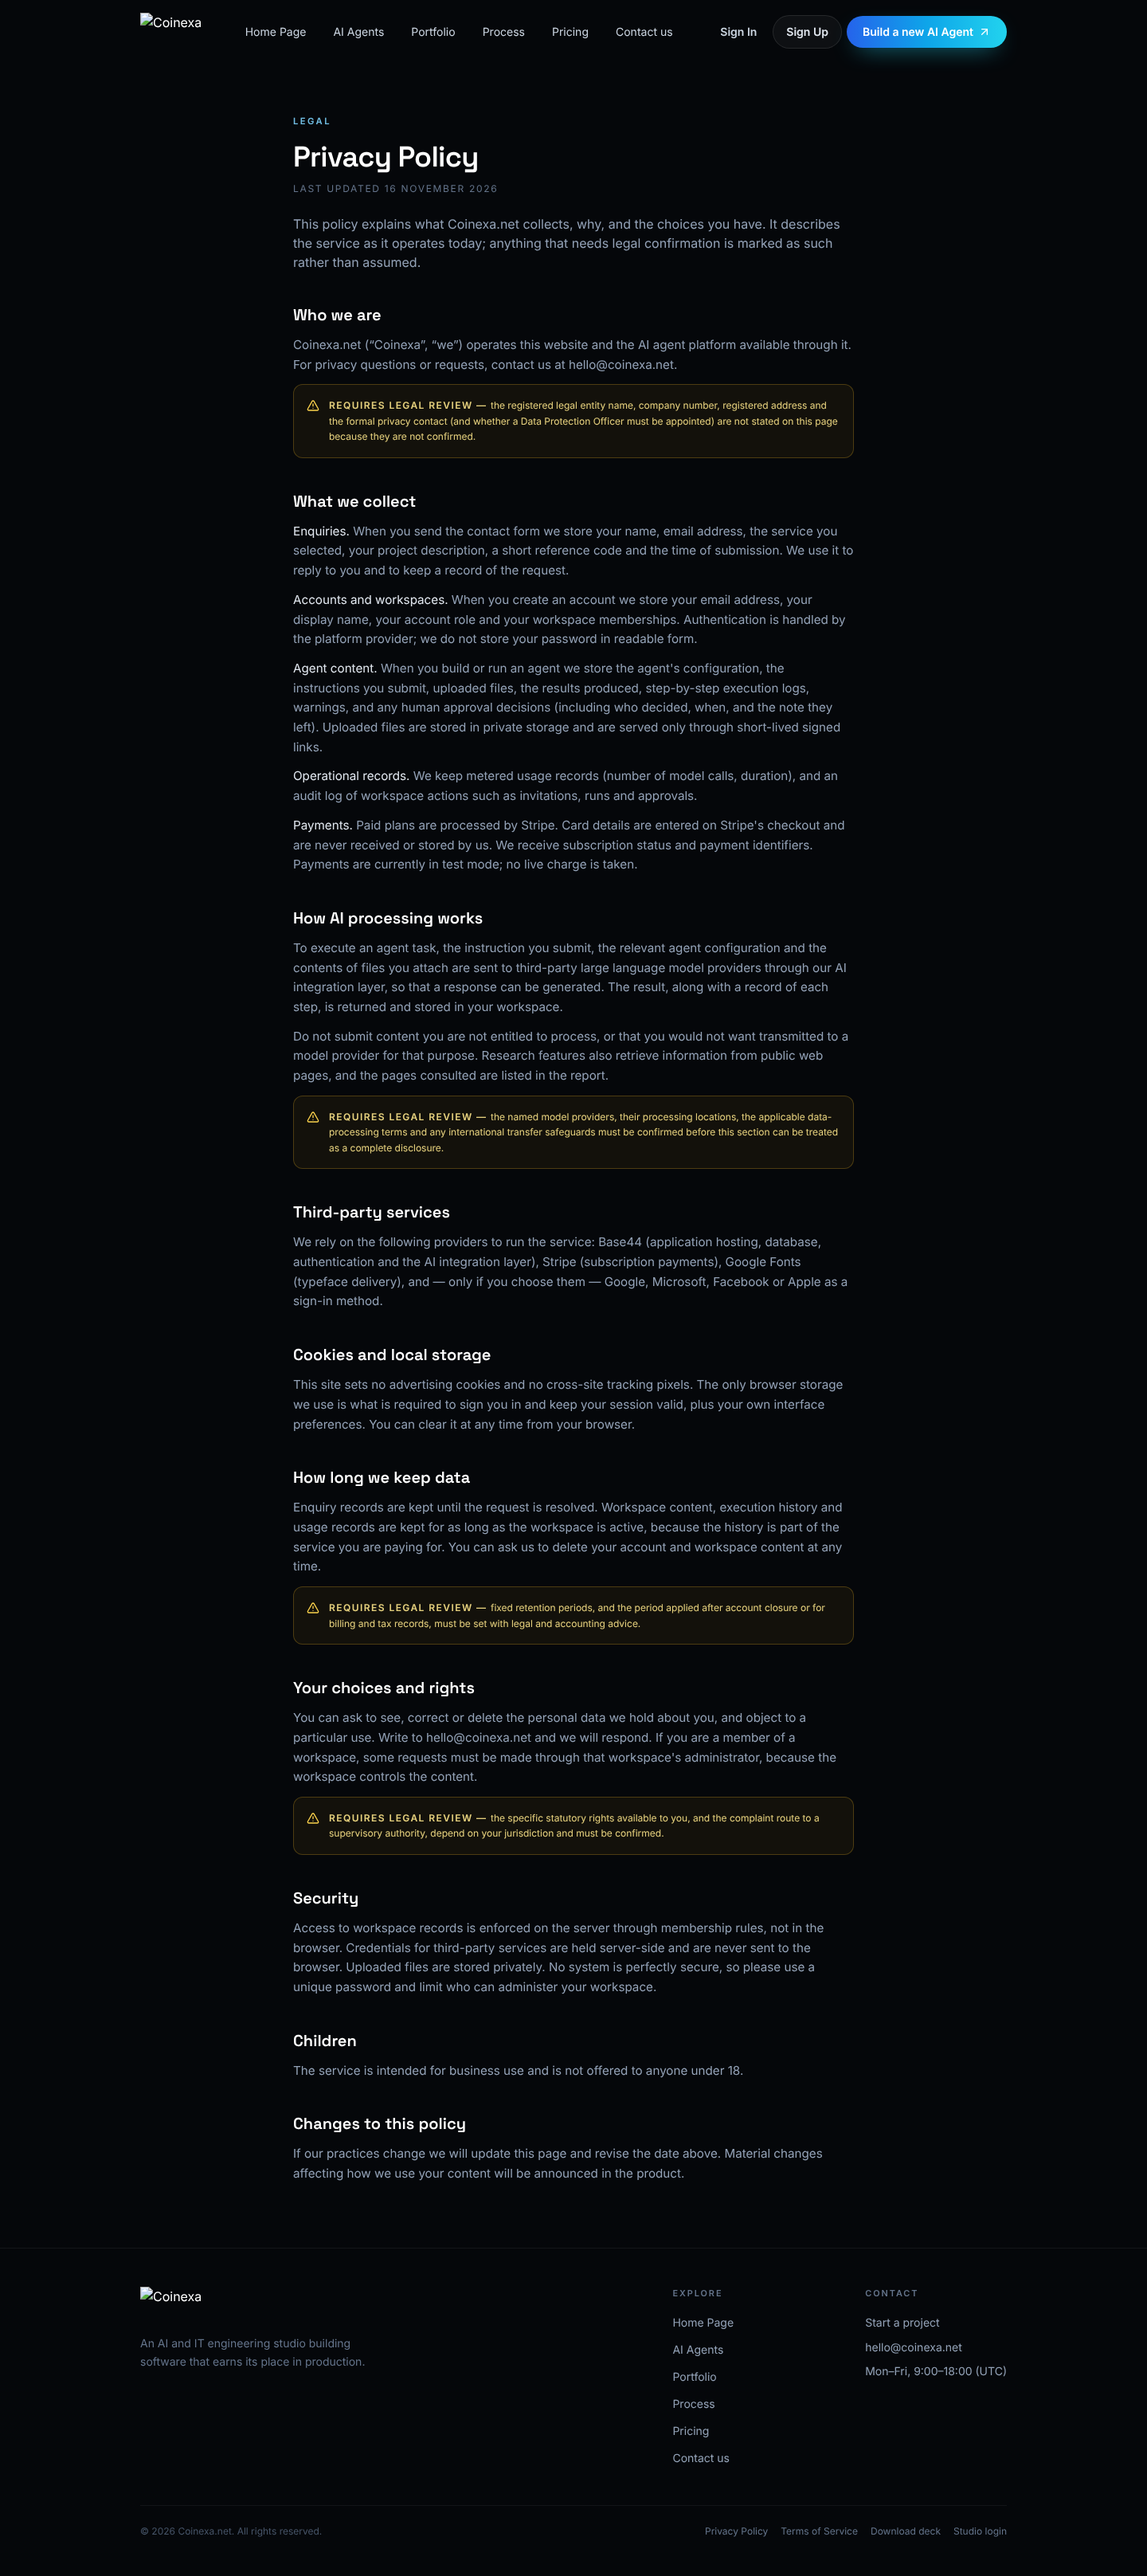 Coinexa
Home Page
AI Agents
Portfolio
Process
Pricing
Contact us
Sign In
Sign Up
Build a new AI Agent
LEGAL
Privacy Policy
LAST UPDATED 16 NOVEMBER 2026
This policy explains what Coinexa.net collects, why, and the choices you have. It describes
the service as it operates today; anything that needs legal confirmation is marked as such
rather than assumed.
Who we are
Coinexa.net (“Coinexa”, “we”) operates this website and the AI agent platform available through it.
For privacy questions or requests, contact us at hello@coinexa.net.
REQUIRES LEGAL REVIEW — the registered legal entity name, company number, registered address and
the formal privacy contact (and whether a Data Protection Officer must be appointed) are not stated on this page
because they are not confirmed.
What we collect
Enquiries. When you send the contact form we store your name, email address, the service you
selected, your project description, a short reference code and the time of submission. We use it to
reply to you and to keep a record of the request.
Accounts and workspaces. When you create an account we store your email address, your
display name, your account role and your workspace memberships. Authentication is handled by
the platform provider; we do not store your password in readable form.
Agent content. When you build or run an agent we store the agent's configuration, the
instructions you submit, uploaded files, the results produced, step-by-step execution logs,
warnings, and any human approval decisions (including who decided, when, and the note they
left). Uploaded files are stored in private storage and are served only through short-lived signed
links.
Operational records. We keep metered usage records (number of model calls, duration), and an
audit log of workspace actions such as invitations, runs and approvals.
Payments. Paid plans are processed by Stripe. Card details are entered on Stripe's checkout and
are never received or stored by us. We receive subscription status and payment identifiers.
Payments are currently in test mode; no live charge is taken.
How AI processing works
To execute an agent task, the instruction you submit, the relevant agent configuration and the
contents of files you attach are sent to third-party large language model providers through our AI
integration layer, so that a response can be generated. The result, along with a record of each
step, is returned and stored in your workspace.
Do not submit content you are not entitled to process, or that you would not want transmitted to a
model provider for that purpose. Research features also retrieve information from public web
pages, and the pages consulted are listed in the report.
REQUIRES LEGAL REVIEW — the named model providers, their processing locations, the applicable data-
processing terms and any international transfer safeguards must be confirmed before this section can be treated
as a complete disclosure.
Third-party services
We rely on the following providers to run the service: Base44 (application hosting, database,
authentication and the AI integration layer), Stripe (subscription payments), Google Fonts
(typeface delivery), and — only if you choose them — Google, Microsoft, Facebook or Apple as a
sign-in method.
Cookies and local storage
This site sets no advertising cookies and no cross-site tracking pixels. The only browser storage
we use is what is required to sign you in and keep your session valid, plus your own interface
preferences. You can clear it at any time from your browser.
How long we keep data
Enquiry records are kept until the request is resolved. Workspace content, execution history and
usage records are kept for as long as the workspace is active, because the history is part of the
service you are paying for. You can ask us to delete your account and workspace content at any
time.
REQUIRES LEGAL REVIEW — fixed retention periods, and the period applied after account closure or for
billing and tax records, must be set with legal and accounting advice.
Your choices and rights
You can ask to see, correct or delete the personal data we hold about you, and object to a
particular use. Write to hello@coinexa.net and we will respond. If you are a member of a
workspace, some requests must be made through that workspace's administrator, because the
workspace controls the content.
REQUIRES LEGAL REVIEW — the specific statutory rights available to you, and the complaint route to a
supervisory authority, depend on your jurisdiction and must be confirmed.
Security
Access to workspace records is enforced on the server through membership rules, not in the
browser. Credentials for third-party services are held server-side and are never sent to the
browser. Uploaded files are stored privately. No system is perfectly secure, so please use a
unique password and limit who can administer your workspace.
Children
The service is intended for business use and is not offered to anyone under 18.
Changes to this policy
If our practices change we will update this page and revise the date above. Material changes
affecting how we use your content will be announced in the product.
Coinexa
An AI and IT engineering studio building
software that earns its place in production.
EXPLORE
Home Page
AI Agents
Portfolio
Process
Pricing
Contact us
CONTACT
Start a project
hello@coinexa.net
Mon–Fri, 9:00–18:00 (UTC)
© 2026 Coinexa.net. All rights reserved.
Privacy Policy
Terms of Service
Download deck
Studio login